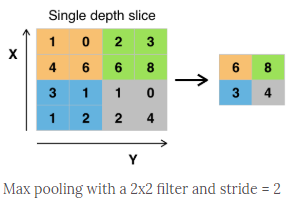 Single depth slice
X
1 0 2 3
4 6 6 8 6 8
3 1 1 0 3 4
1 2 2 4
Y
Max pooling with a 2x2 filter and stride = 2